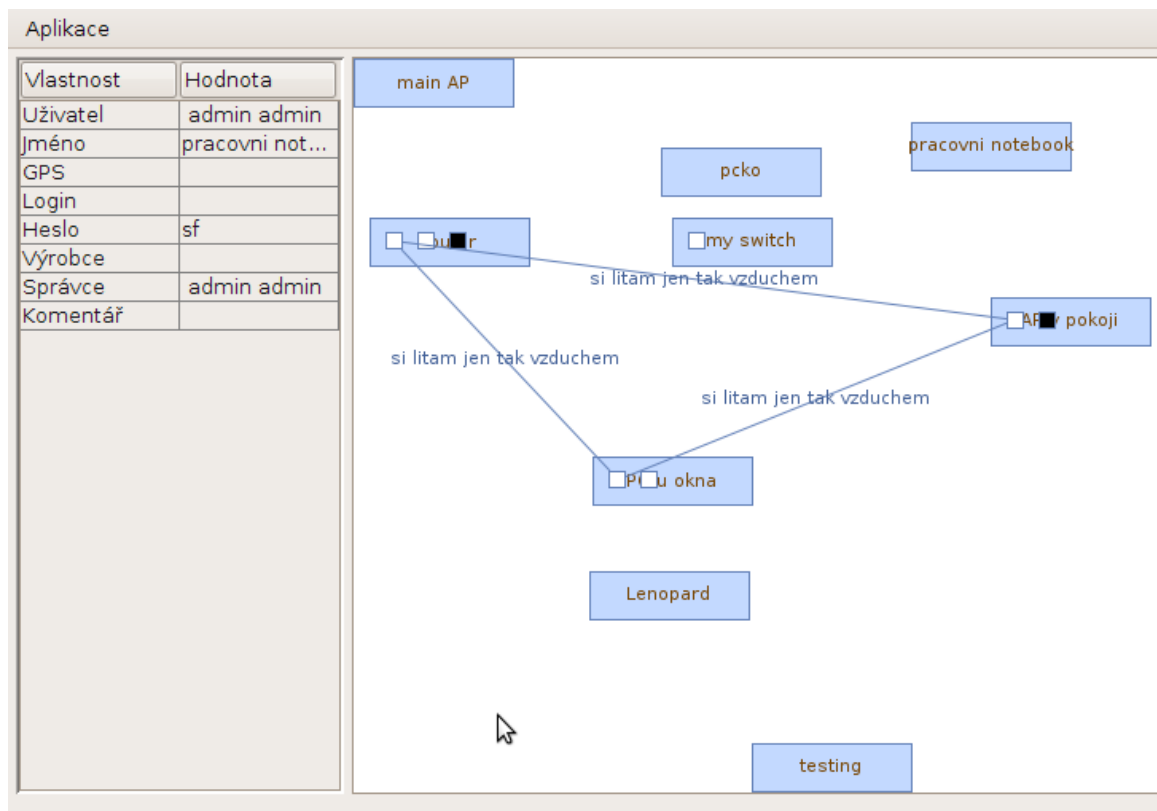 Aplikace
Vlastnost Hodnota
Uživatel admin admin
Jméno pracovni not...
GPS
Login
Heslo sf
Výrobce
Správce admin admin
Komentář
main AP
pracovni notebook
pcko
my switch
si litam jen tak vzduchem
pokoji
si litam jen tak vzduchem
si litam jen tak vzduchem
u okna
Lenopard
testing